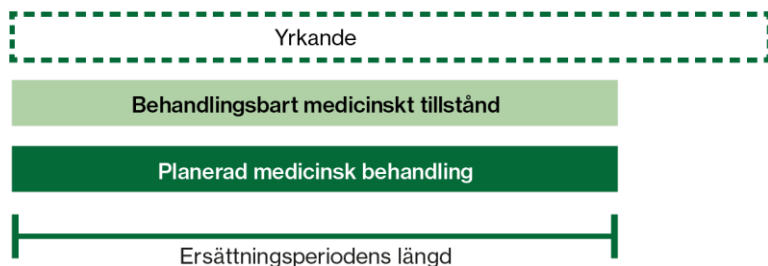 Yrkande
Behandlingsbart medicinskt tillstånd
Planerad medicinsk behandling
Ersättningsperiodens längd